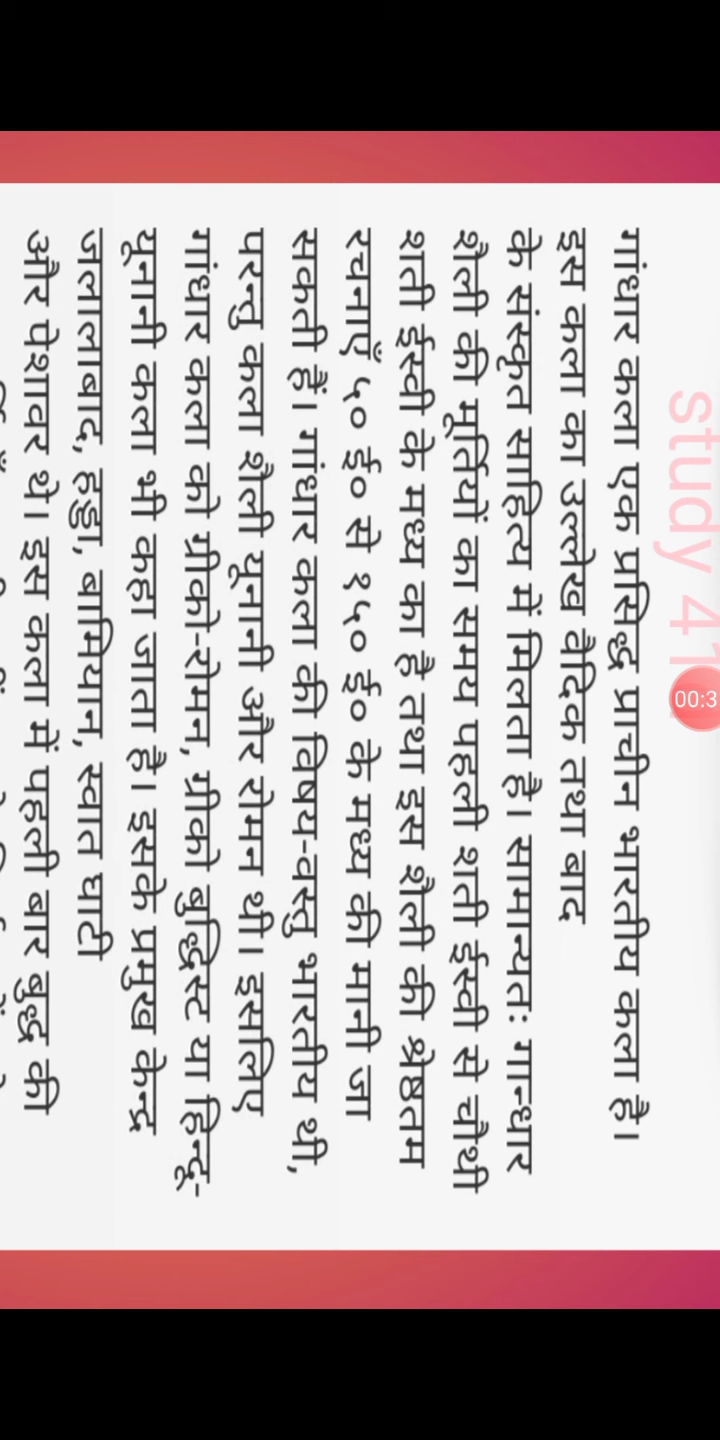 study 41
00:3
गांधार कला एक प्रसिद्ध प्राचीन भारतीय कला है।
इस कला का उल्लेख वैदिक तथा बाद
के संस्कृत साहित्य में मिलता है। सामान्यतः गान्धार
शैली की मूर्तियों का समय पहली शती ईस्वी से चौथी
शती ईस्वी के मध्य का है तथा इस शैली की श्रेष्ठतम
रचनाएँ ५० ई० से १५० ई० के मध्य की मानी जा
सकती हैं। गांधार कला की विषय-वस्तु भारतीय थी,
परन्तु कला शैली यूनानी और रोमन थी। इसलिए
गांधार कला को ग्रीको-रोमन, ग्रीको बुद्धिस्ट या हिन्दू-
यूनानी कला भी कहा जाता है। इसके प्रमुख केन्द्र
जलालाबाद, हड्डा, बामियान, स्वात घाटी
और पेशावर थे। इस कला में पहली बार बुद्ध की